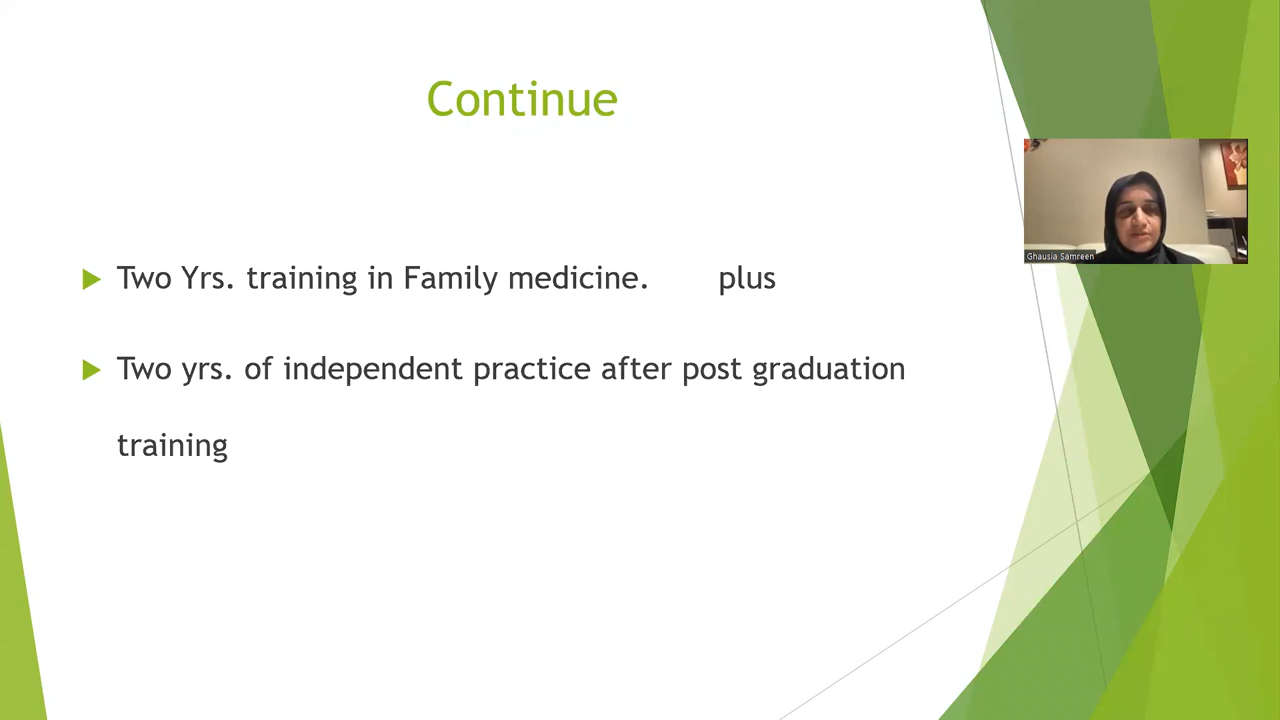 Continue
Two Yrs. training in Family medicine. plus
Two yrs. of independent practice after post graduation
training
Ghausia Samreen